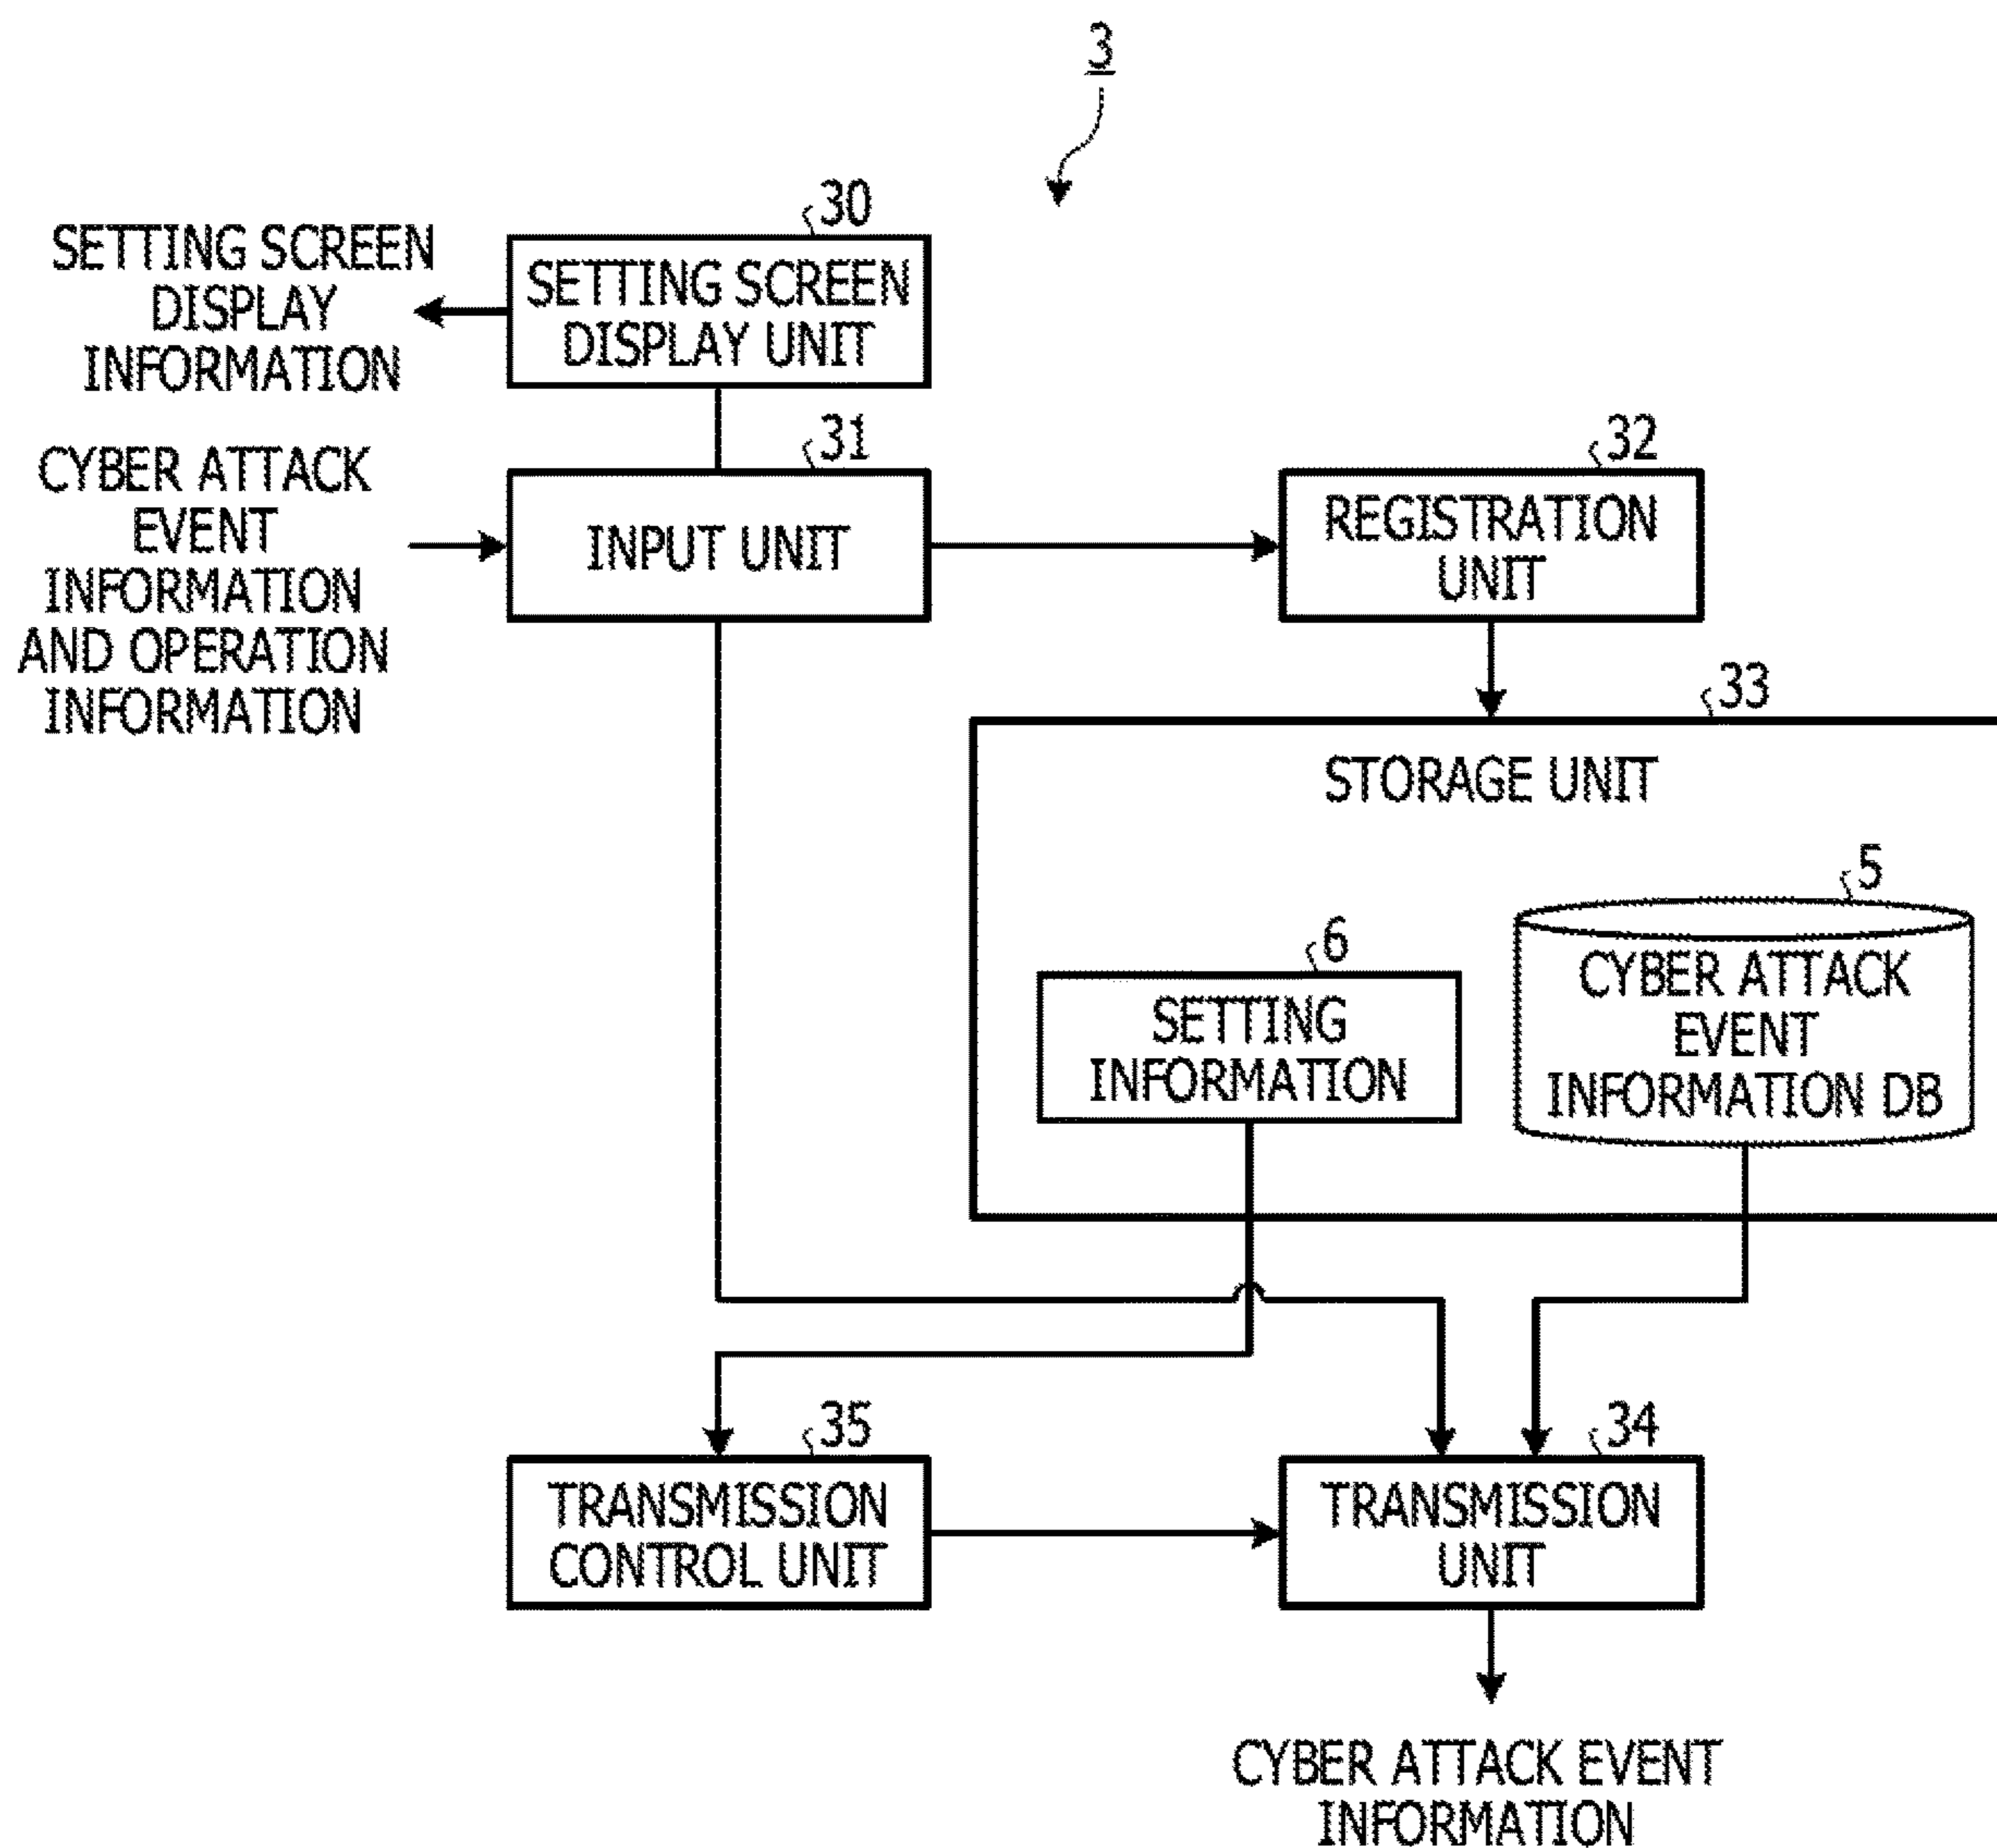 3
30
SETTING SCREEN
DISPLAY
INFORMATION
SETTING SCREEN
DISPLAY UNIT
31
CYBER ATTACK
EVENT
INFORMATION
AND OPERATION
INFORMATION
INPUT UNIT
32
REGISTRATION
UNIT
33
STORAGE UNIT
6
SETTING
INFORMATION
5
CYBER ATTACK
EVENT
INFORMATION DB
35
TRANSMISSION
CONTROL UNIT
34
TRANSMISSION
UNIT
CYBER ATTACK EVENT
INFORMATION